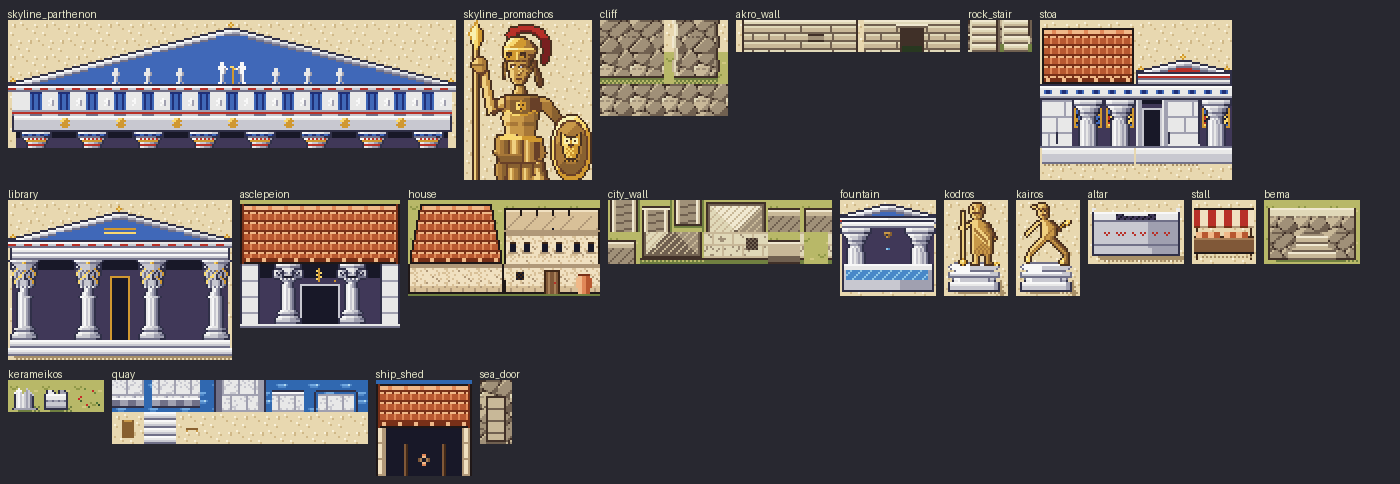 skyline_parthenon
skyline_promachos
cliff
akro_wall
rock_stair
stoa
library
asclepeion
house
city_wall
fountain
kodros
kairos
altar
stall
bema
kerameikos
quay
ship_shed
sea_door